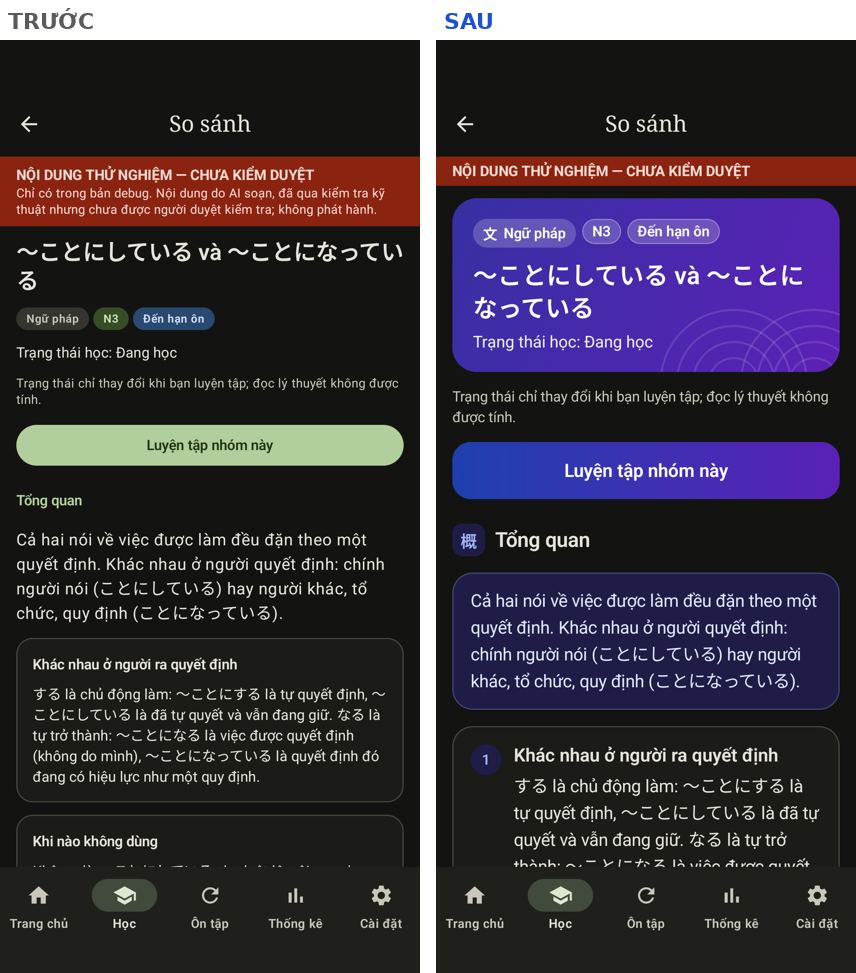 TRƯỚC
So sánh
NỘI DUNG THỬ NGHIỆM — CHƯA KIỂM DUYỆT
Chỉ có trong bản debug. Nội dung do AI soạn, đã qua kiểm tra kỹ
thuật nhưng chưa được người duyệt kiểm tra; không phát hành.
〜ことにしている và 〜ことになってい
る
Ngữ pháp N3 Đến hạn ôn
Trạng thái học: Đang học
Trạng thái chỉ thay đổi khi bạn luyện tập; đọc lý thuyết không được
tính.
Luyện tập nhóm này
Tổng quan
Cả hai nói về việc được làm đều đặn theo một
quyết định. Khác nhau ở người quyết định: chính
người nói (ことにしている) hay người khác, tổ
chức, quy định (ことになっている).
Khác nhau ở người ra quyết định
する là chủ động làm: 〜ことにする là tự quyết định, 〜
ことにしている là đã tự quyết và vẫn đang giữ. なる là
tự trở thành: 〜ことになる là việc được quyết định
(không do mình), 〜ことになっている là quyết định đó
đang có hiệu lực như một quy định.
Khi nào không dùng
Trang chủ Học Ôn tập Thống kê Cài đặt
SAU
So sánh
NỘI DUNG THỬ NGHIỆM — CHƯA KIỂM DUYỆT
文 Ngữ pháp N3 Đến hạn ôn
〜ことにしている và 〜ことに
なっている
Trạng thái học: Đang học
Trạng thái chỉ thay đổi khi bạn luyện tập; đọc lý thuyết không
được tính.
Luyện tập nhóm này
概 Tổng quan
Cả hai nói về việc được làm đều đặn theo một
quyết định. Khác nhau ở người quyết định:
chính người nói (ことにしている) hay người
khác, tổ chức, quy định (ことになっている).
1 Khác nhau ở người ra quyết định
する là chủ động làm: 〜ことにする là
tự quyết định, 〜ことにしている là đã tự
quyết và vẫn đang giữ. なる là tự trở
thành: 〜ことになる là việc được quyết
Trang chủ Học Ôn tập Thống kê Cài đặt